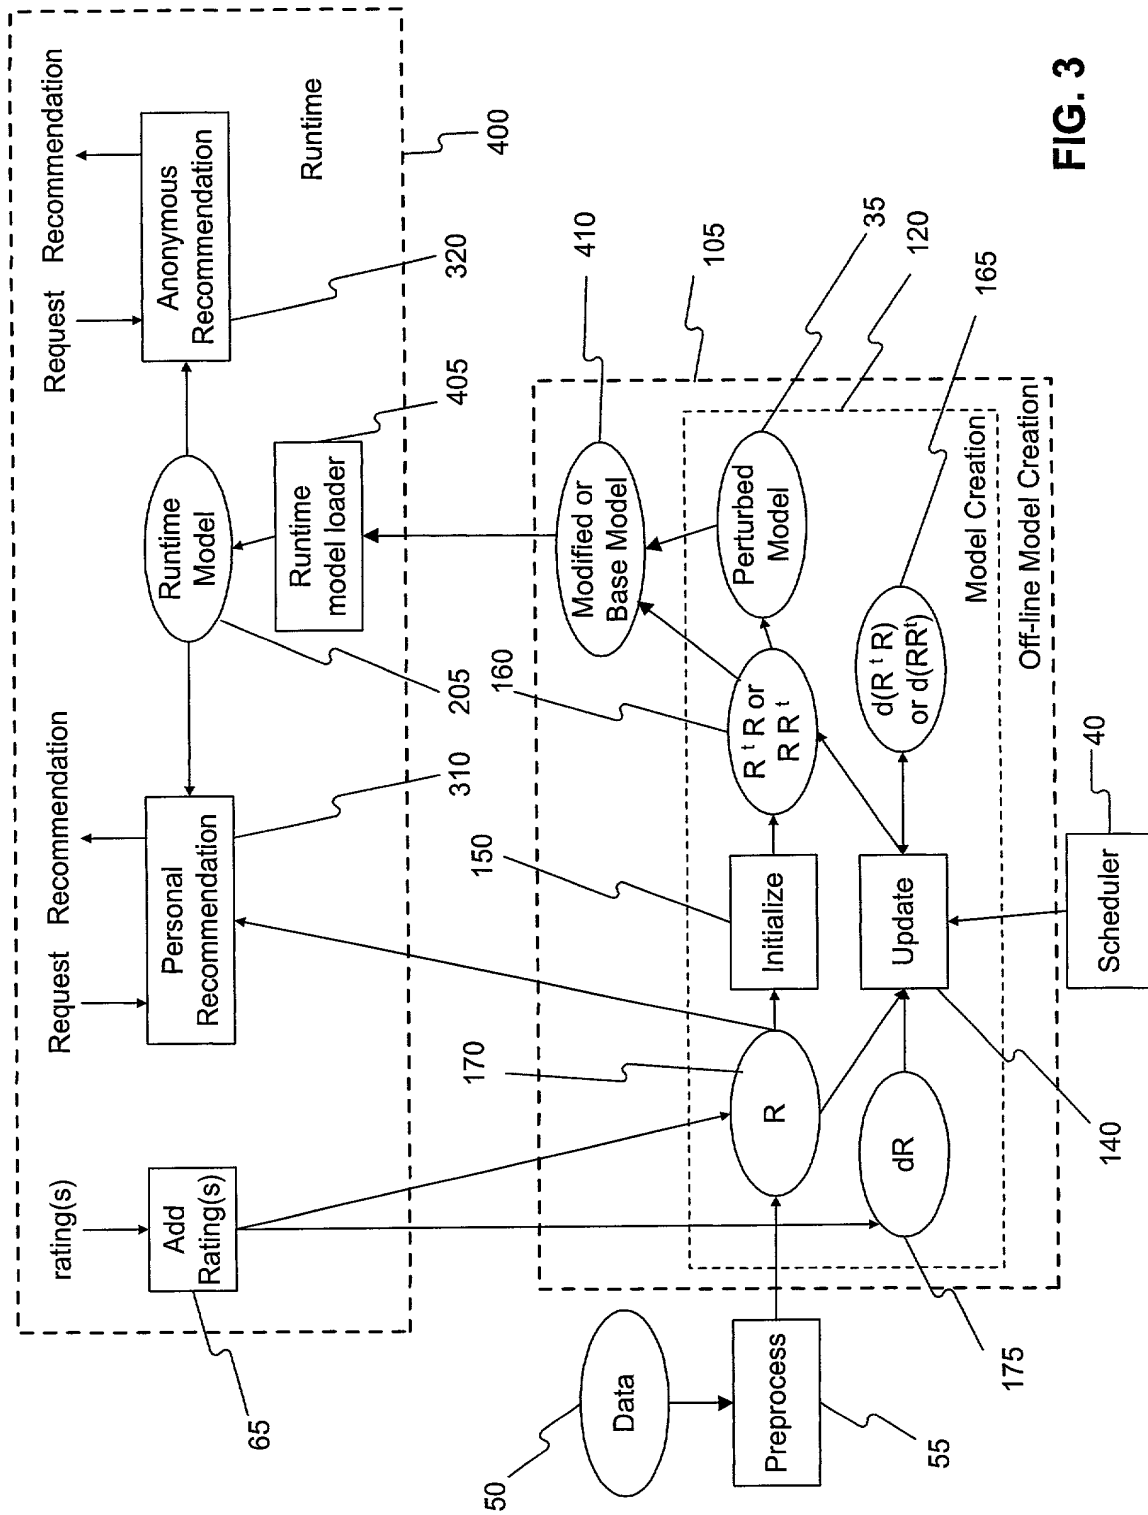 rating(s)
Request
Recommendation
Request
Recommendation
Add
Rating(s)
Personal
Recommendation
Runtime
Model
Anonymous
Recommendation
Runtime
model loader
Runtime
65
310
205
405
320
400
50
Data
170
150
160
Modified or
Base Model
410
Preprocess
R
Initialize
R t R or
R R t
Perturbed
Model
105
35
55
dR
Update
d(R t R)
or d(RRt)
120
165
Model Creation
Off-line Model Creation
175
140
Scheduler
40
FIG. 3